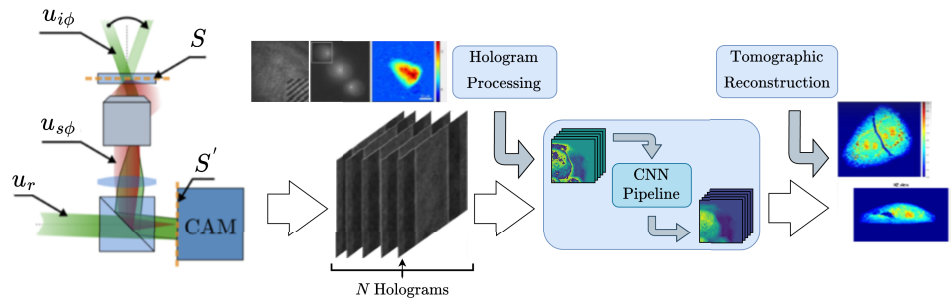 u_{iϕ}
S
u_{sϕ}
S'
u_r
CAM
N Holograms
Hologram
Processing
CNN
Pipeline
Tomographic
Reconstruction